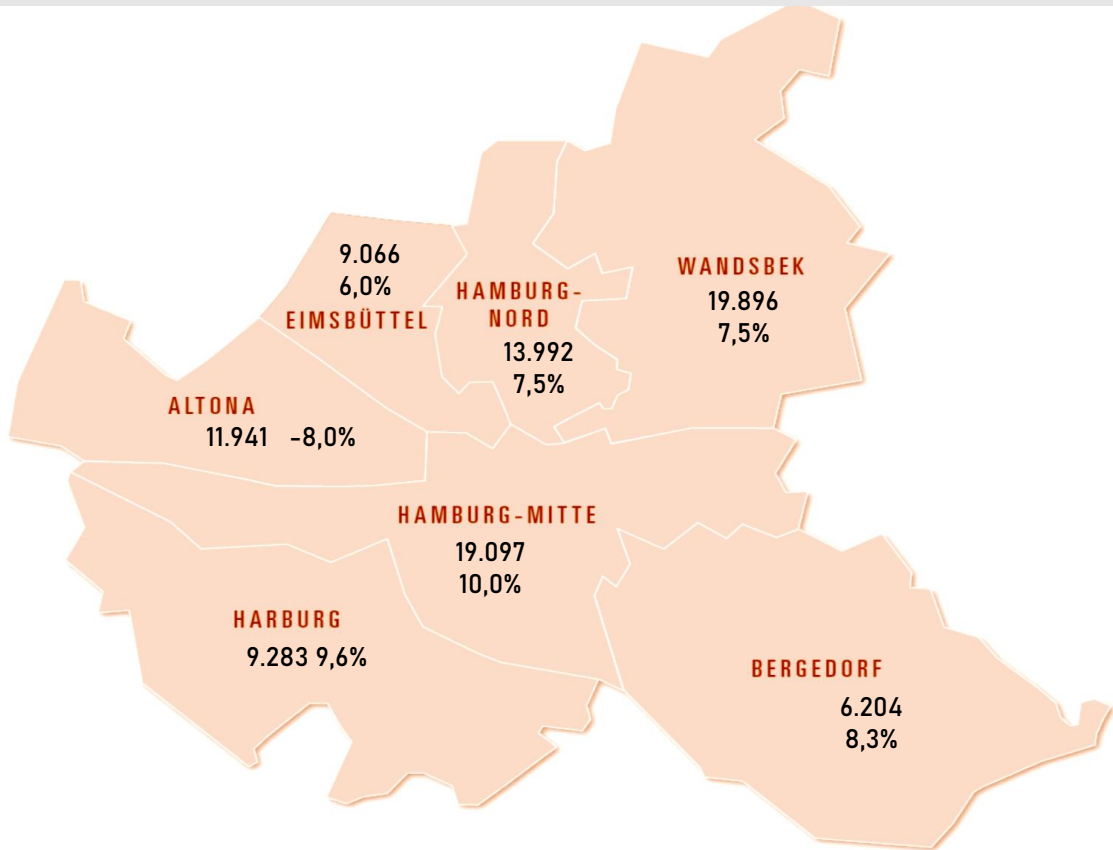 9.066
6,0%
EIMSBÜTTEL
HAMBURG-
NORD
13.992
7,5%
WANDSBEK
19.896
7,5%
ALTONA
11.941 -8,0%
HAMBURG-MITTE
19.097
10,0%
HARBURG
9.283 9,6%
BERGEDORF
6.204
8,3%